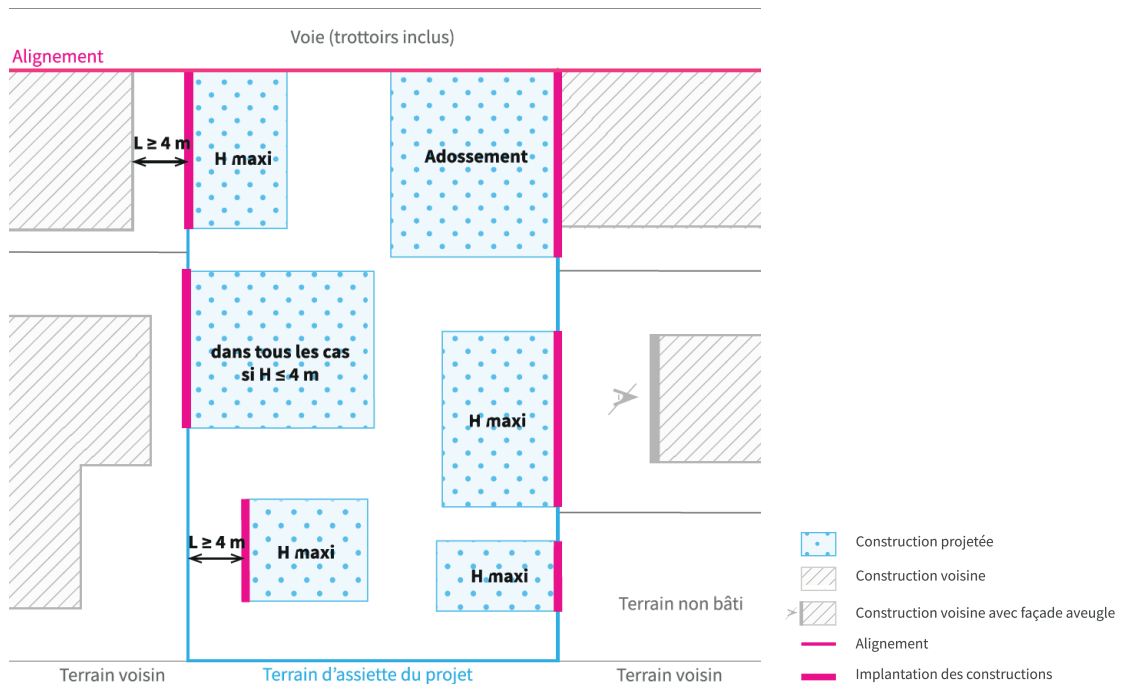 Voie (trottoirs inclus)
Alignement
L ≥ 4 m
H maxi
Adossement
dans tous les cas
si H ≤ 4 m
H maxi
L ≥ 4 m
H maxi
H maxi
Terrain non bâti
Terrain voisin
Terrain d'assiette du projet
Terrain voisin
Construction projetée
Construction voisine
Construction voisine avec façade aveugle
Alignement
Implantation des constructions